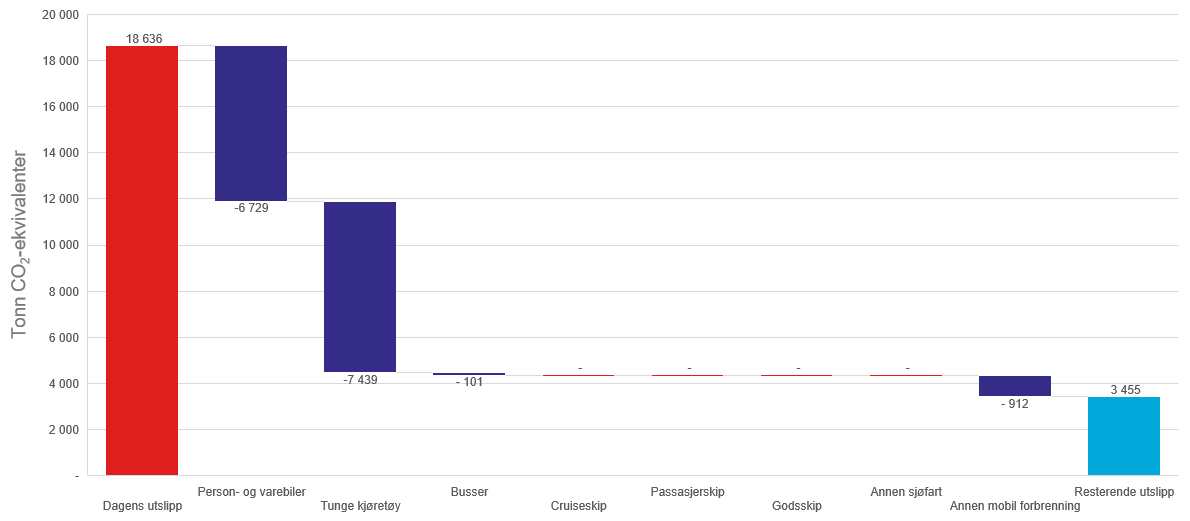 Tonn CO₂-ekvivalenter
20 000
18 000
16 000
14 000
12 000
10 000
8 000
6 000
4 000
2 000
-
18 636
-6 729
-7 439
- 101
-
-
-
-
- 912
3 455
Dagens utslipp
Person- og varebiler
Tunge kjøretøy
Busser
Cruiseskip
Passasjerskip
Godsskip
Annen sjøfart
Annen mobil forbrenning
Resterende utslipp